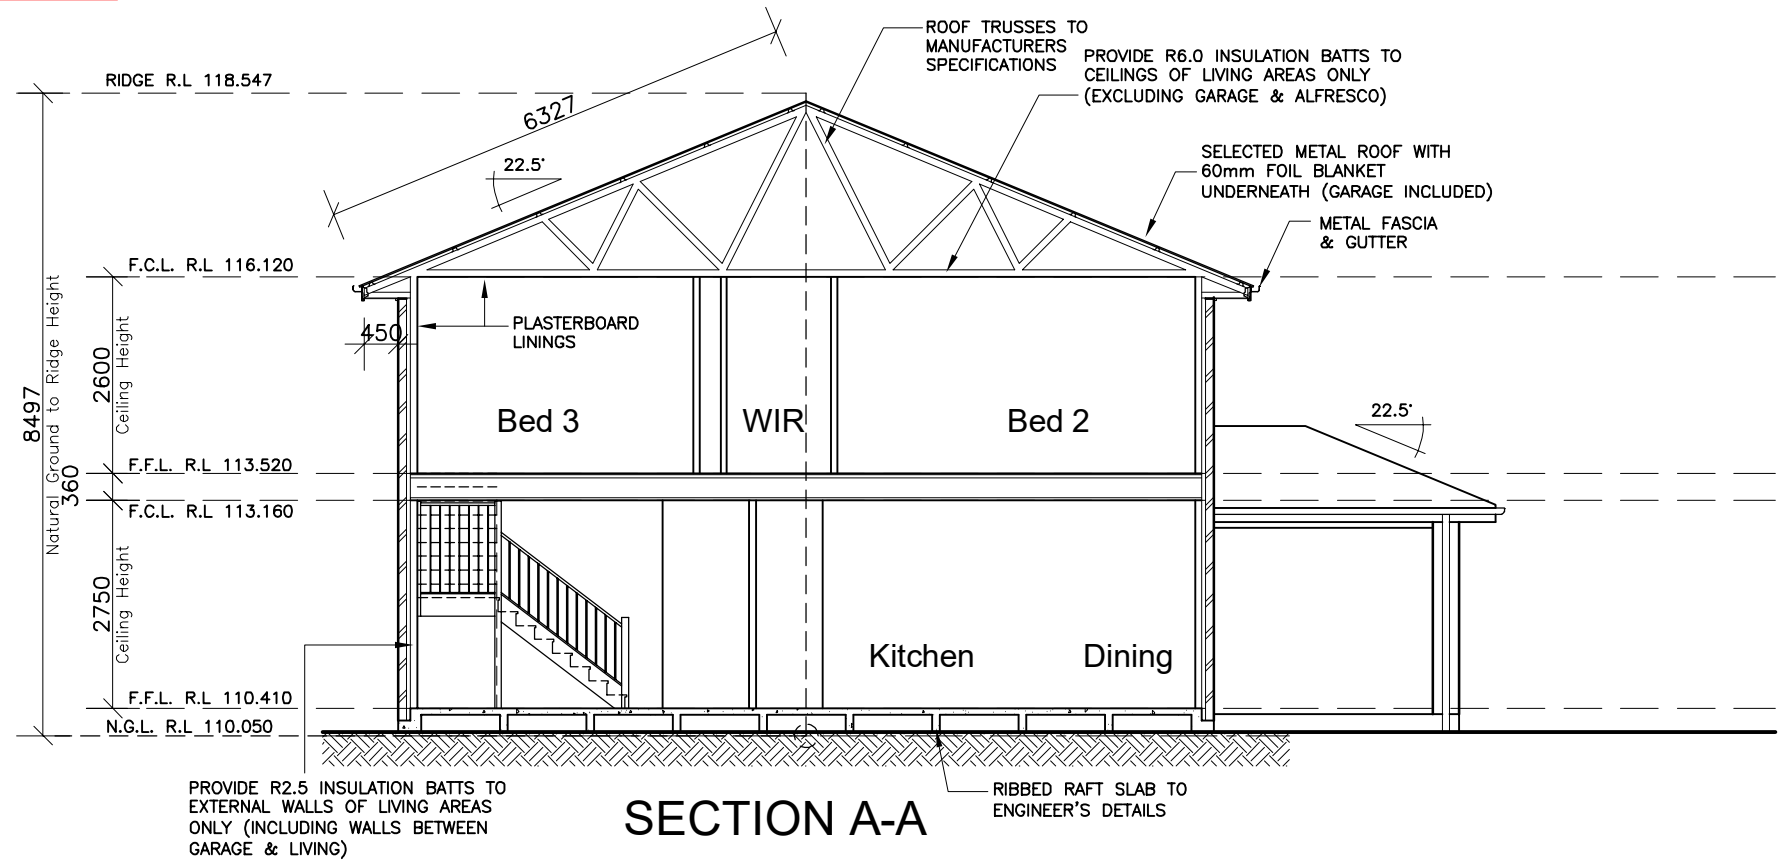 ROOF TRUSSES TO
MANUFACTURERS
SPECIFICATIONS
PROVIDE R6.0 INSULATION BATTS TO
CEILINGS OF LIVING AREAS ONLY
(EXCLUDING GARAGE & ALFRESCO)
RIDGE R.L 118.547
6327
22.5°
SELECTED METAL ROOF WITH
60mm FOIL BLANKET
UNDERNEATH (GARAGE INCLUDED)
METAL FASCIA
& GUTTER
F.C.L. R.L 116.120
450
PLASTERBOARD
LININGS
8497
Natural Ground to Ridge Height
2600
Ceiling Height
Bed 3
WIR
Bed 2
22.5°
F.F.L. R.L 113.520
360
F.C.L. R.L 113.160
2750
Ceiling Height
Kitchen
Dining
F.F.L. R.L 110.410
N.G.L. R.L 110.050
PROVIDE R2.5 INSULATION BATTS TO
EXTERNAL WALLS OF LIVING AREAS
ONLY (INCLUDING WALLS BETWEEN
GARAGE & LIVING)
SECTION A-A
RIBBED RAFT SLAB TO
ENGINEER'S DETAILS